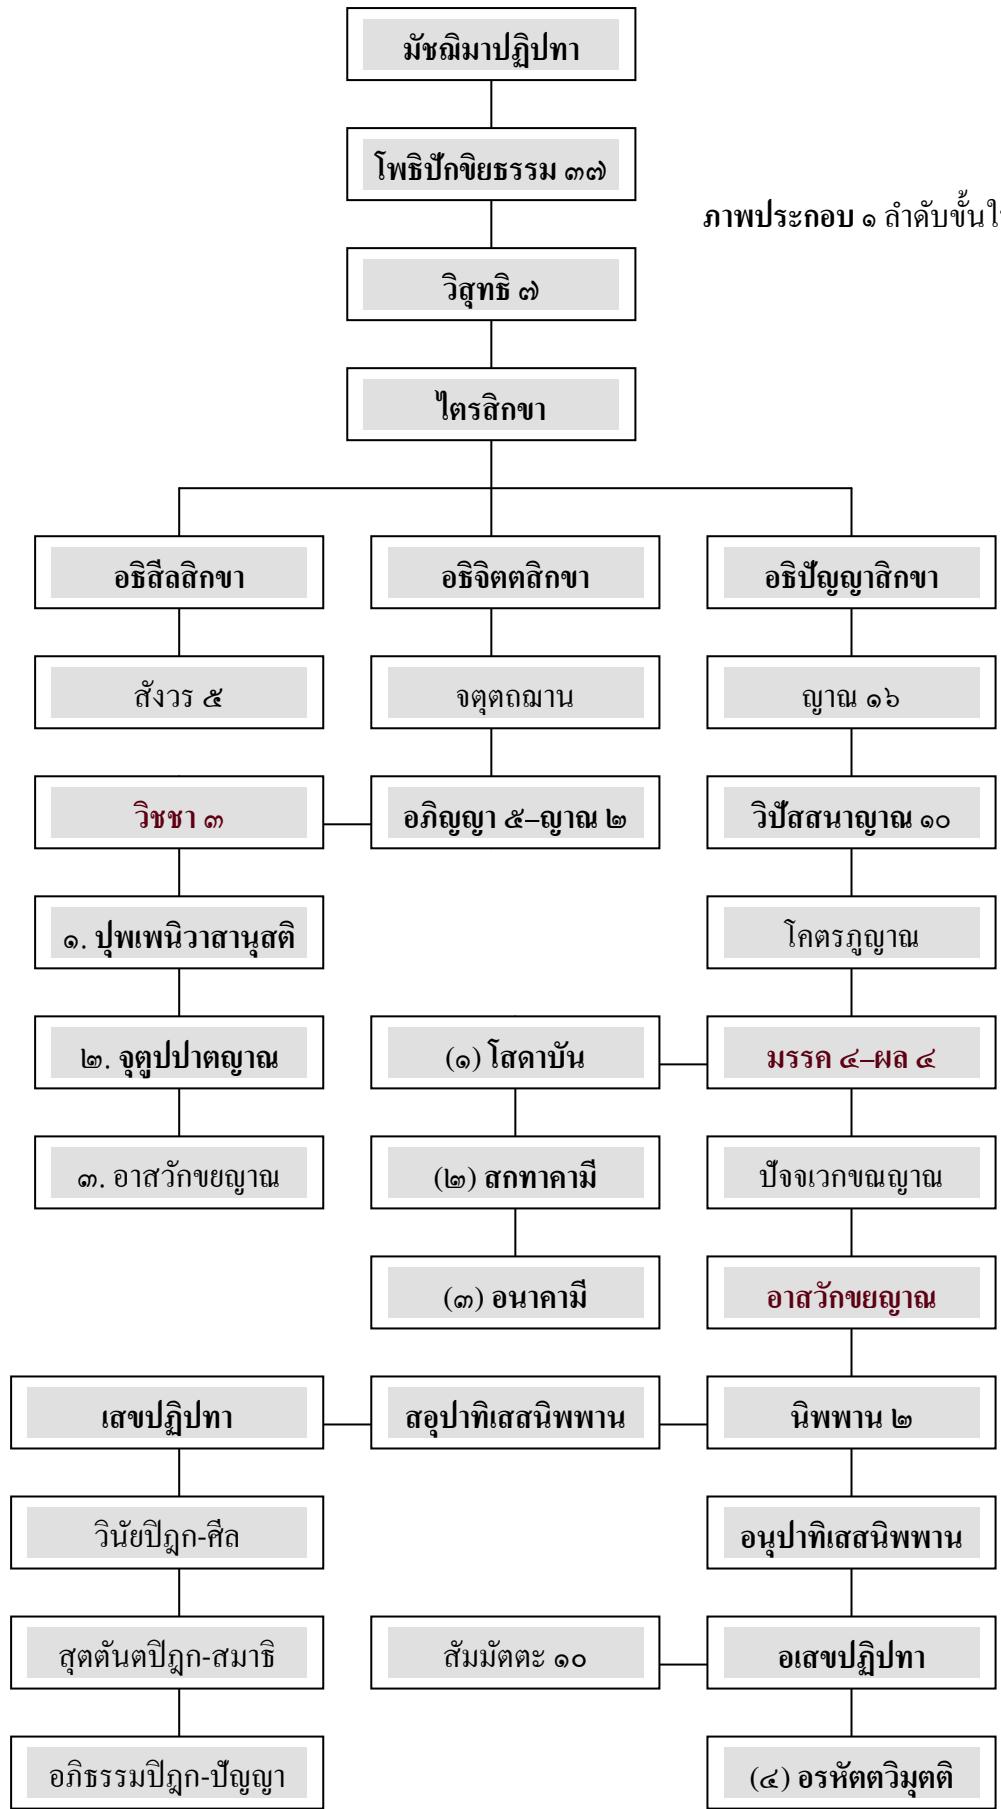 มัชฌิมาปฏิปทา
โพธิปักขิยธรรม ๓๗
ภาพประกอบ ๑ ลำดับขั้นใ
วิสุทธิ ๗
ไตรสิกขา
อธิสีลสิกขา
อธิจิตตสิกขา
อธิปัญญาสิกขา
สังวร ๕
จตุตถฌาน
ญาณ ๑๖
วิชชา ๓
อภิญญา ๕–ญาณ ๒
วิปัสสนาญาณ ๑๐
๑. ปุพเพนิวาสานุสติ
โคตรภูญาณ
๒. จุตูปปาตญาณ
(๑) โสดาบัน
มรรค ๔–ผล ๔
๓. อาสวักขยญาณ
(๒) สกทาคามี
ปัจจเวกขณญาณ
(๓) อนาคามี
อาสวักขยญาณ
เสขปฏิปทา
สอุปาทิเสสนิพพาน
นิพพาน ๒
วินัยปิฎก-ศีล
อนุปาทิเสสนิพพาน
สุตตันตปิฎก-สมาธิ
สัมมัตตะ ๑๐
อเสขปฏิปทา
อภิธรรมปิฎก-ปัญญา
(๔) อรหัตตวิมุตติ